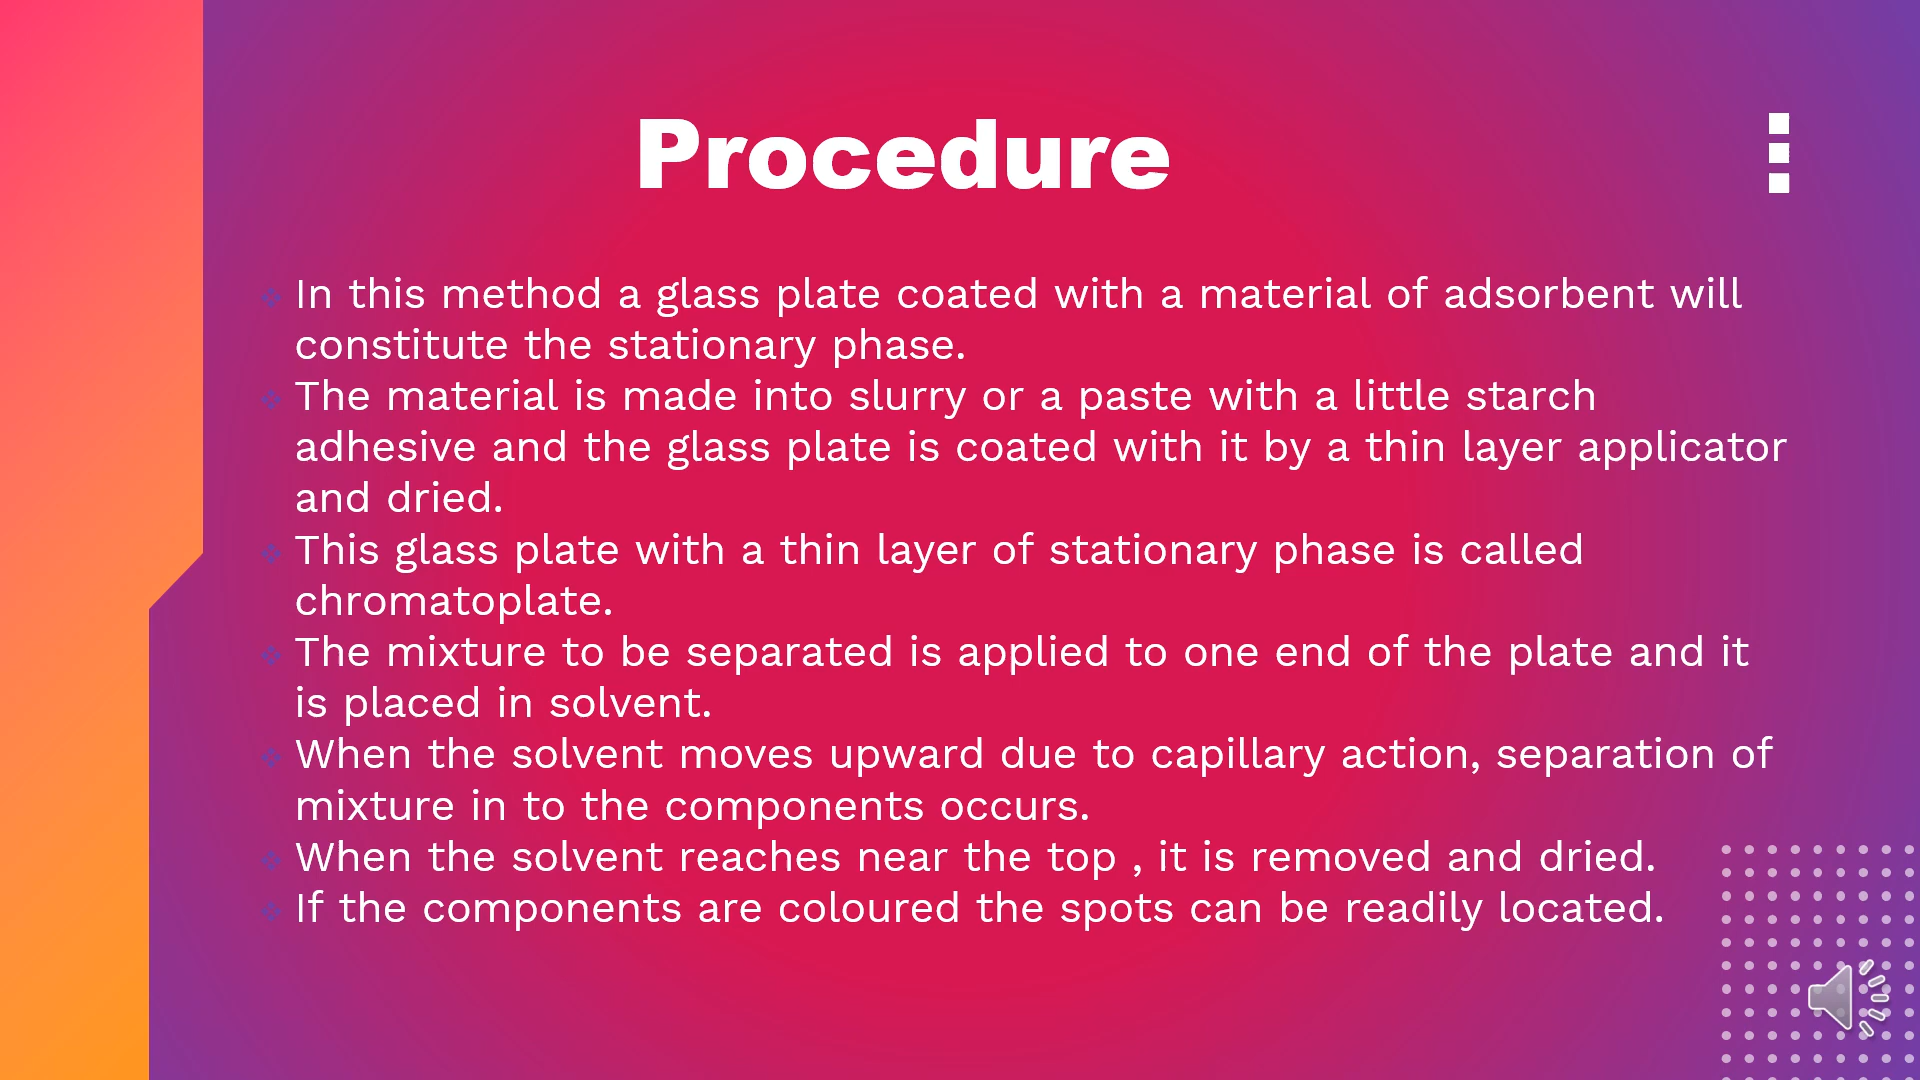 Procedure
In this method a glass plate coated with a material of adsorbent will
constitute the stationary phase.
The material is made into slurry or a paste with a little starch
adhesive and the glass plate is coated with it by a thin layer applicator
and dried.
This glass plate with a thin layer of stationary phase is called
chromatoplate.
The mixture to be separated is applied to one end of the plate and it
is placed in solvent.
When the solvent moves upward due to capillary action, separation of
mixture in to the components occurs.
When the solvent reaches near the top , it is removed and dried.
If the components are coloured the spots can be readily located.